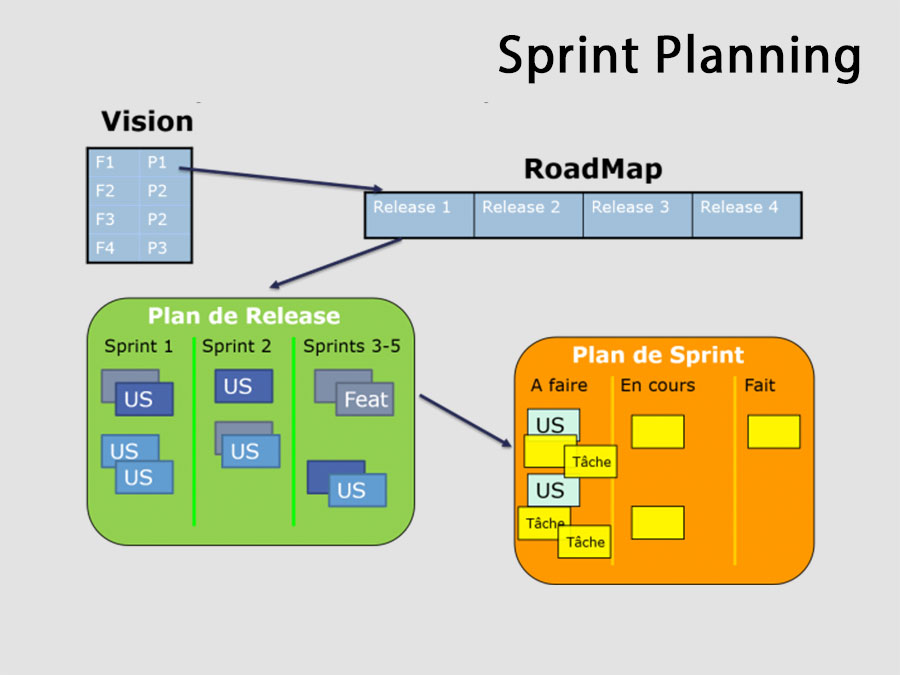 Sprint Planning
Vision
F1 P1
F2 P2
F3 P2
F4 P3
RoadMap
Release 1 Release 2 Release 3 Release 4
Plan de Release
Sprint 1 Sprint 2 Sprints 3-5
US US Feat
US US
US US
Plan de Sprint
A faire En cours Fait
US
Tâche
US
Tâche
Tâche